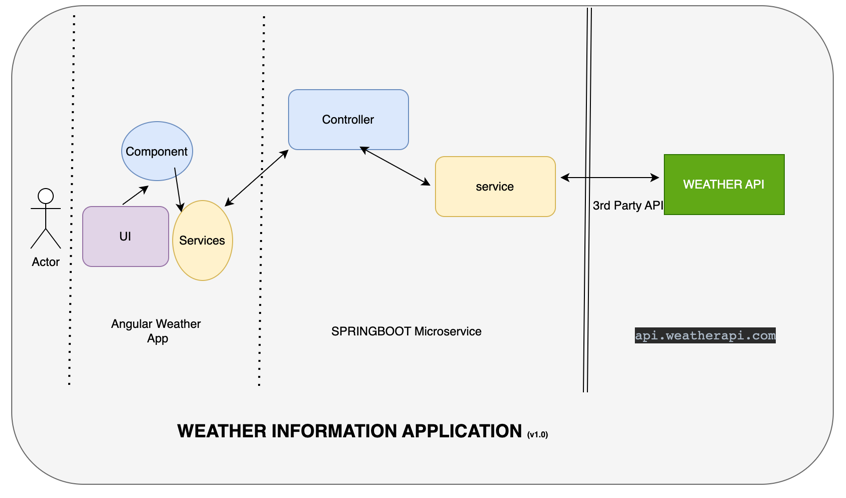 Controller
Component
service
WEATHER API
3rd Party API
UI
Services
Actor
Angular Weather
App
SPRINGBOOT Microservice
api.weatherapi.com
WEATHER INFORMATION APPLICATION (v1.0)